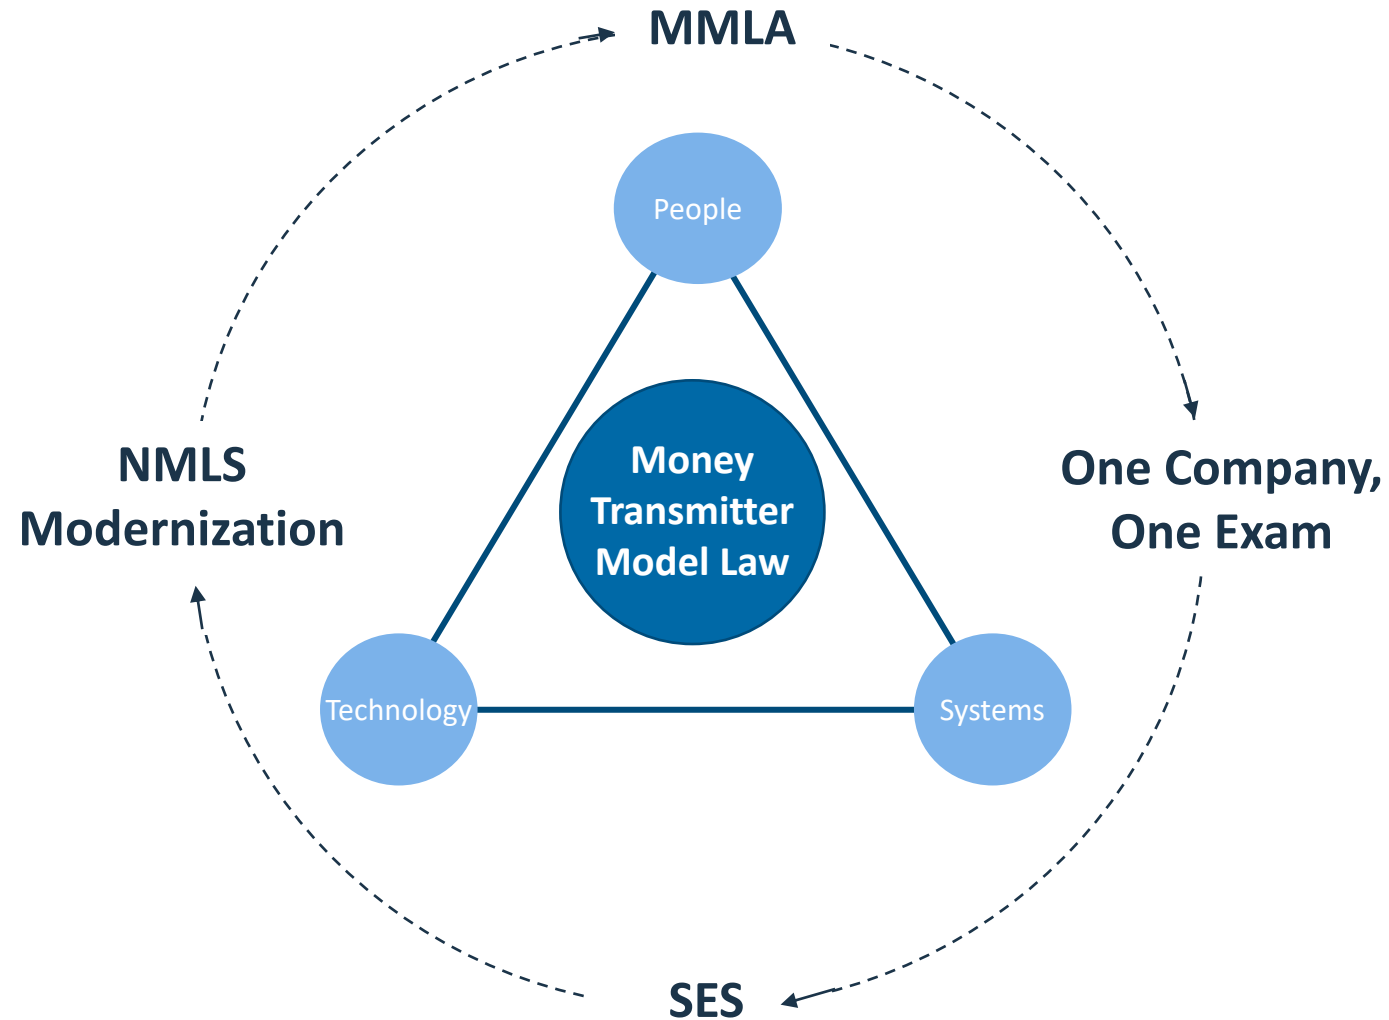 MMLA
People
Money
Transmitter
Model Law
NMLS
Modernization
One Company,
One Exam
Technology
Systems
SES